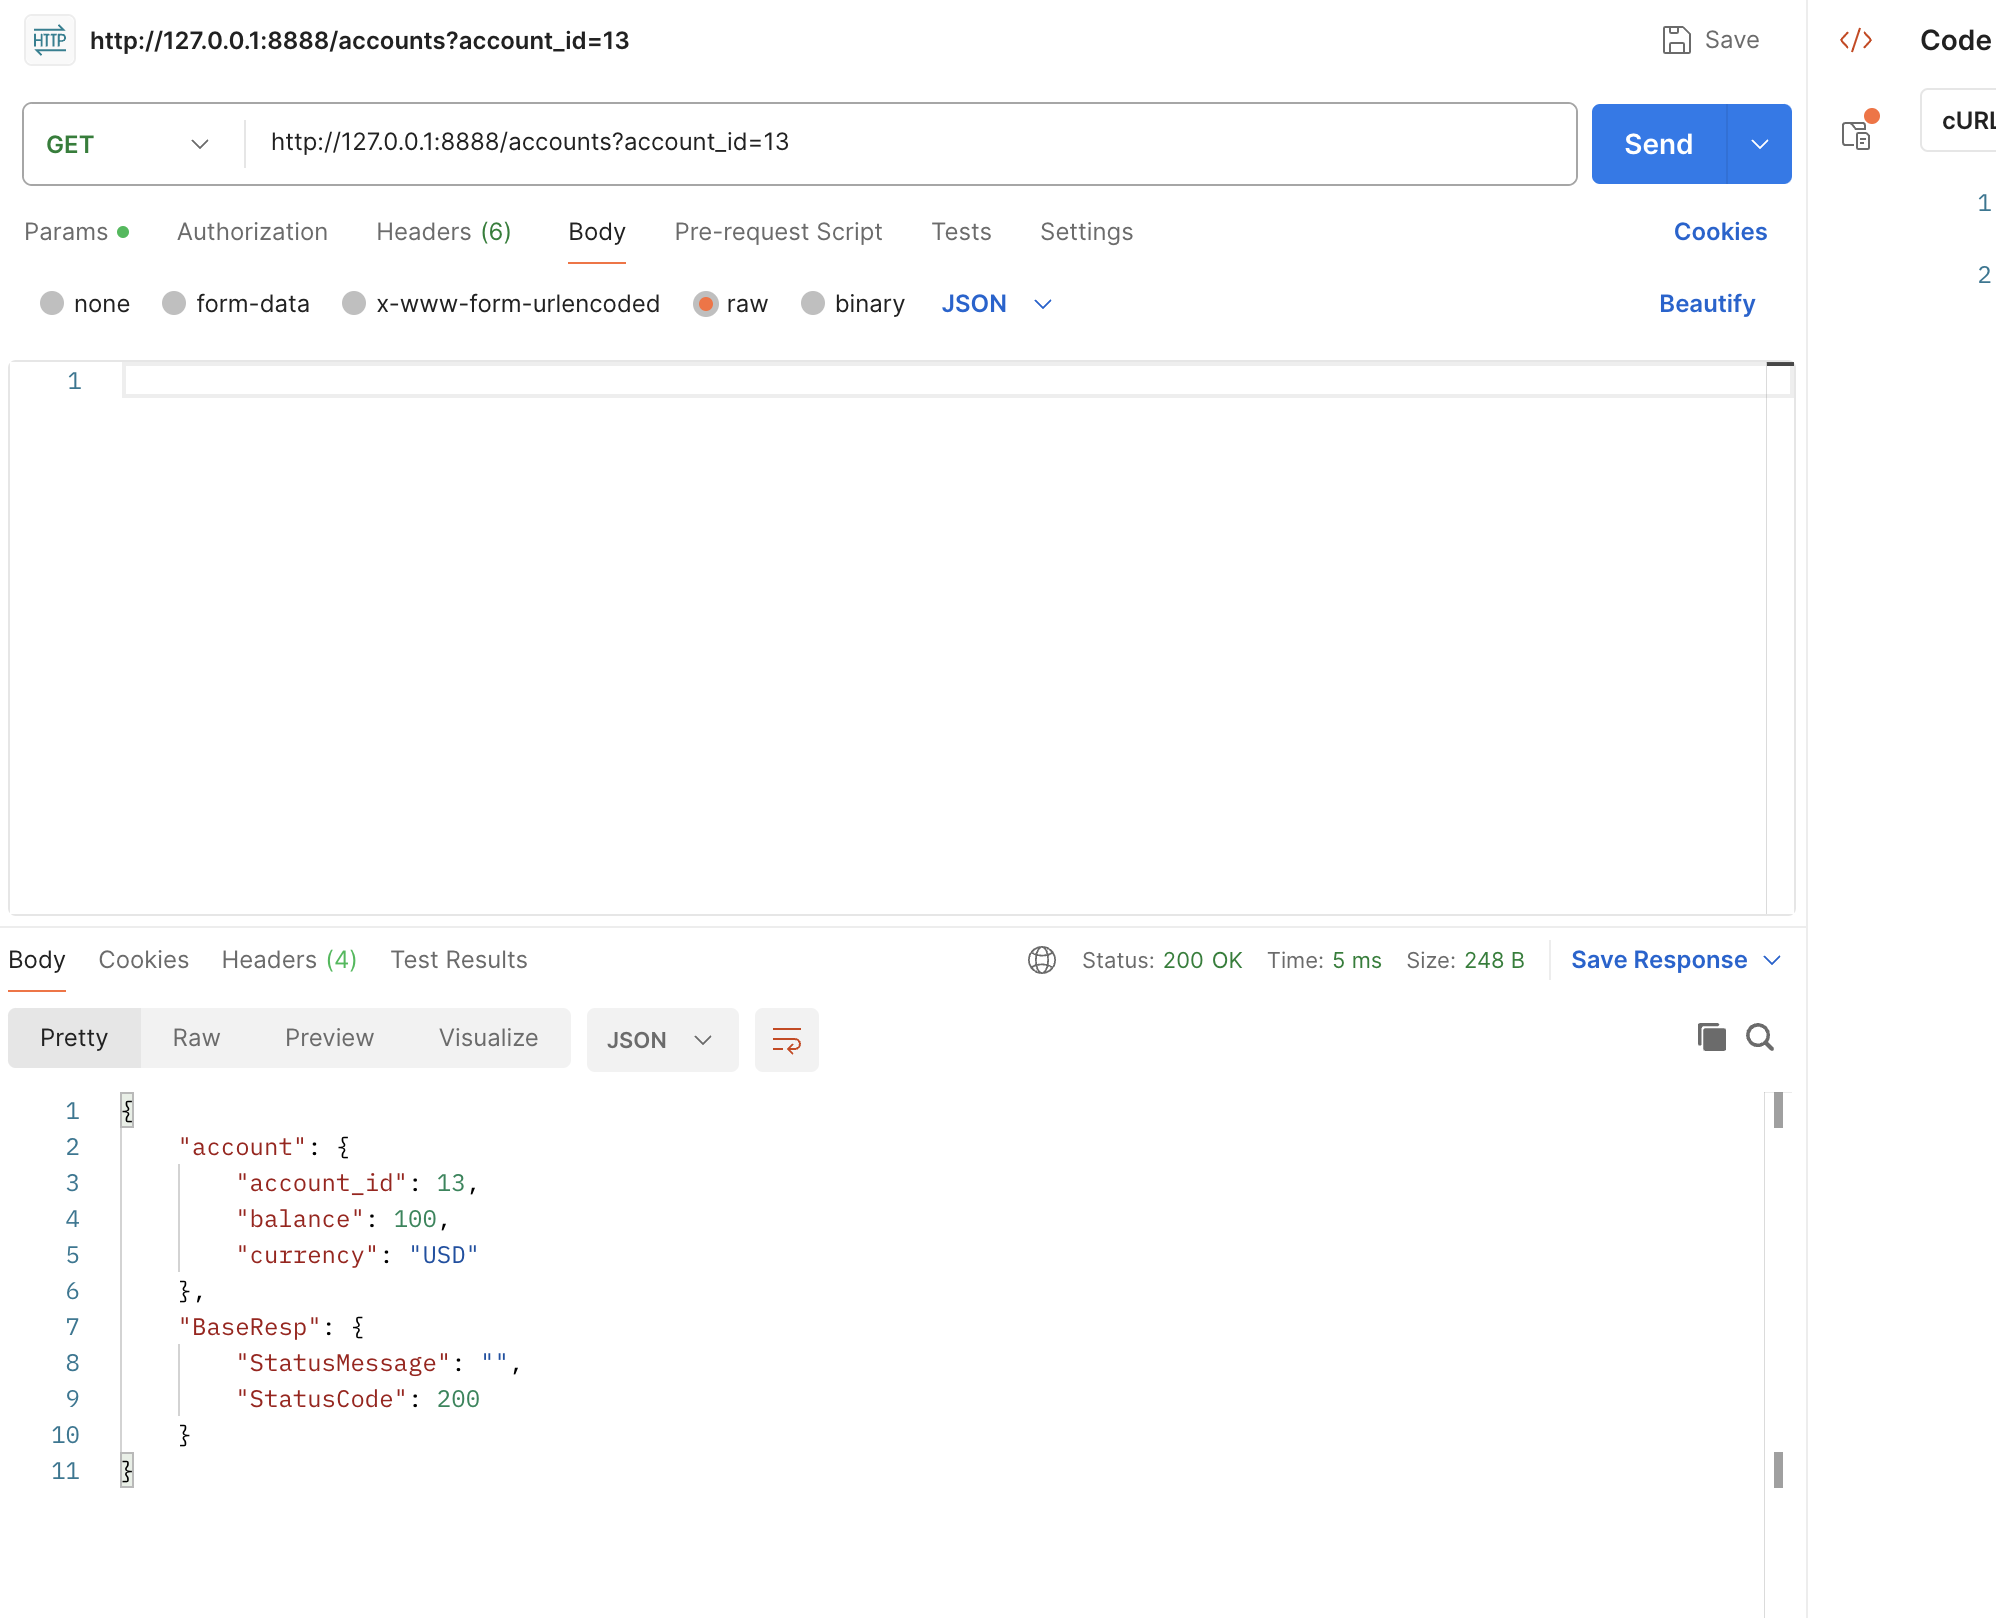 HTTP http://127.0.0.1:8888/accounts?account_id=13 Save </> Code
GET http://127.0.0.1:8888/accounts?account_id=13 Send cURL
Params Authorization Headers (6) Body Pre-request Script Tests Settings Cookies
none form-data x-www-form-urlencoded raw binary JSON Beautify
1
2
1
Body Cookies Headers (4) Test Results Status: 200 OK Time: 5 ms Size: 248 B Save Response
Pretty Raw Preview Visualize JSON
1 {
2 "account": {
3 "account_id": 13,
4 "balance": 100,
5 "currency": "USD"
6 },
7 "BaseResp": {
8 "StatusMessage": "",
9 "StatusCode": 200
10 }
11 }